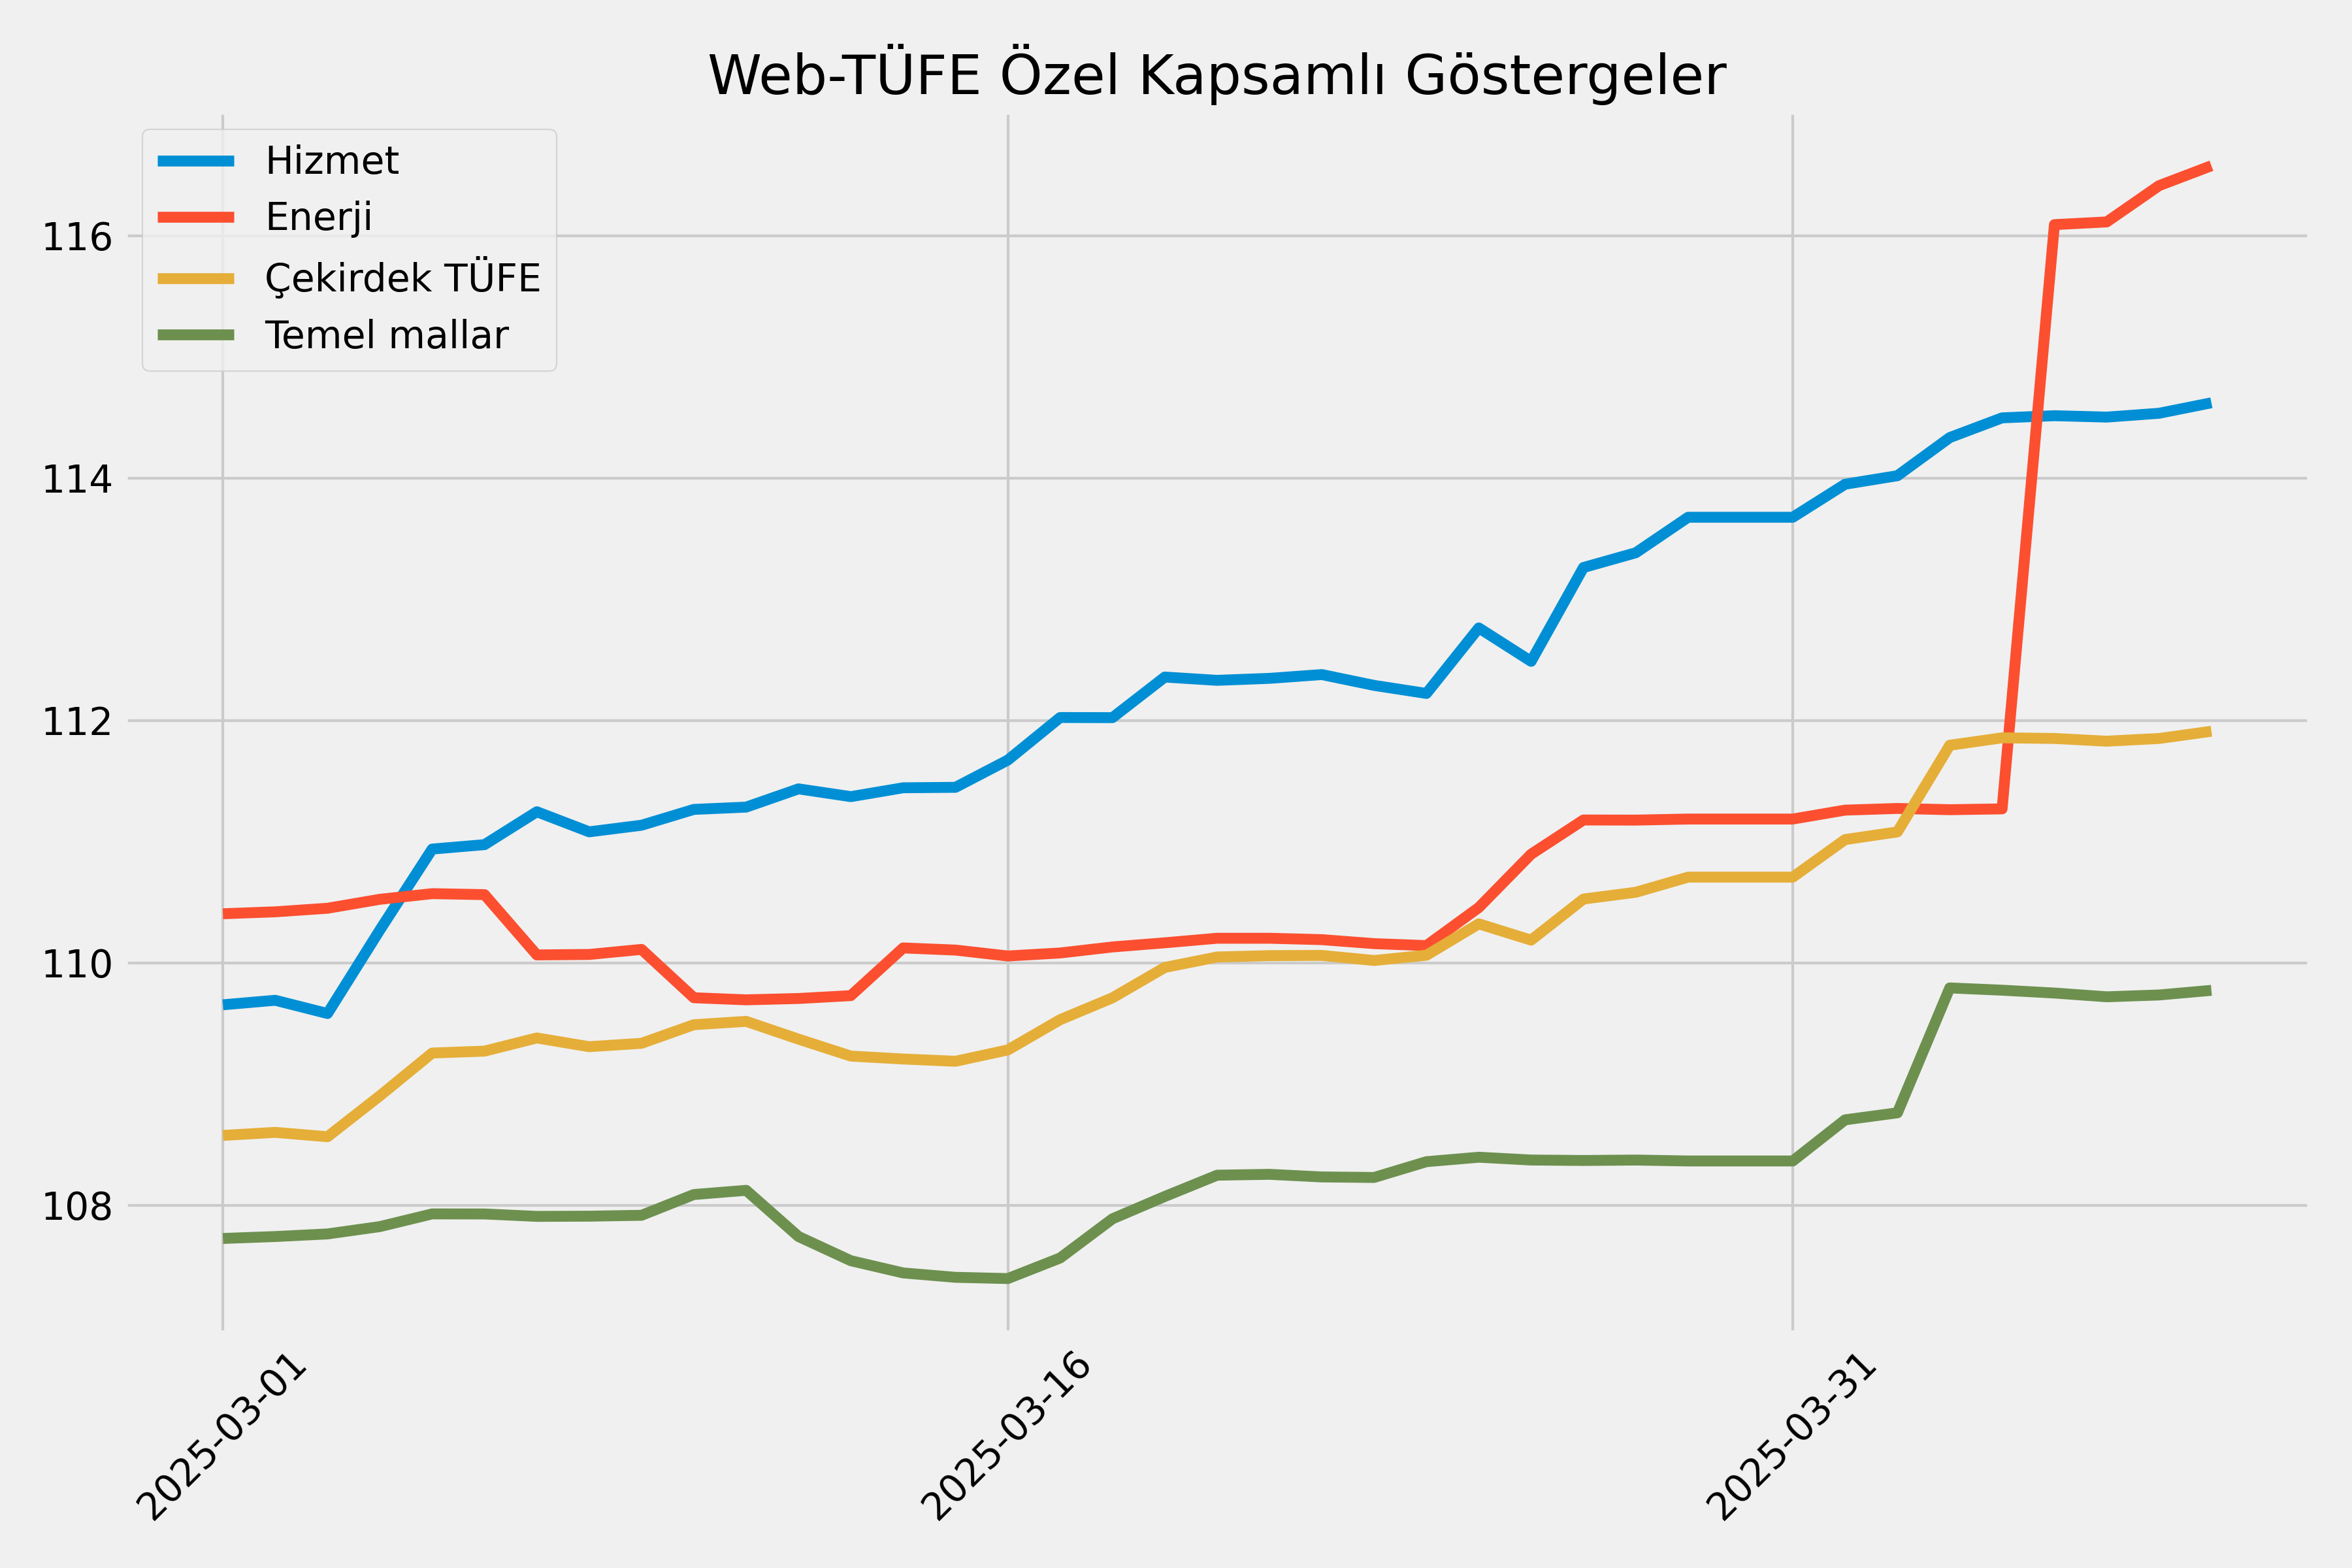 Web-TÜFE Özel Kapsamlı Göstergeler
Hizmet
Enerji
Çekirdek TÜFE
Temel mallar
116
114
112
110
108
2025-03-01
2025-03-16
2025-03-31